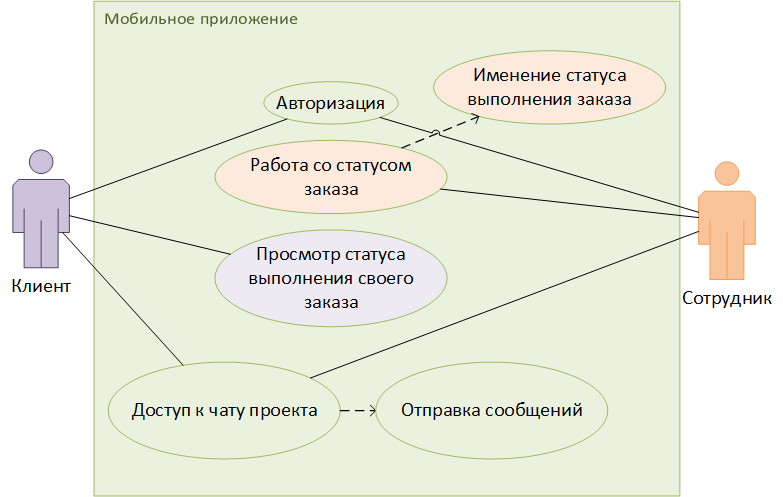 Мобильное приложение
Именение статуса
выполнения заказа
Авторизация
Работа со статусом
заказа
Просмотр статуса
выполнения своего
заказа
Клиент
Сотрудник
Доступ к чату проекта
Отправка сообщений